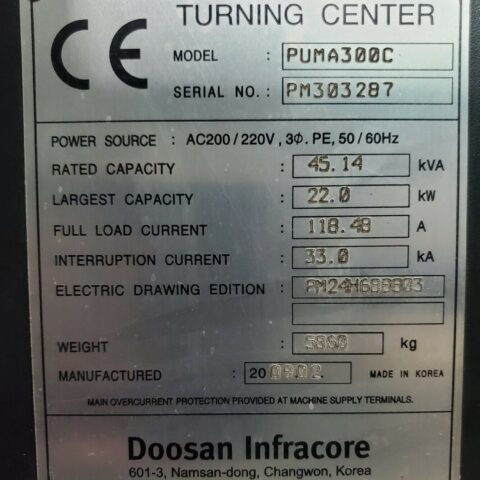 CE
TURNING CENTER
MODEL : PUMA300C
SERIAL NO. : PM303287
POWER SOURCE : AC200/220V, 3Φ. PE, 50/60Hz
RATED CAPACITY : 45.14 kVA
LARGEST CAPACITY : 22.0 kW
FULL LOAD CURRENT : 118.48 A
INTERRUPTION CURRENT : 33.0 kA
ELECTRIC DRAWING EDITION :
WEIGHT : 5860 kg
MANUFACTURED : 20 MADE IN KOREA
MAIN OVERCURRENT PROTECTION PROVIDED AT MACHINE SUPPLY TERMINALS.
Doosan Infracore
601-3, Namsan-dong, Changwon, Korea